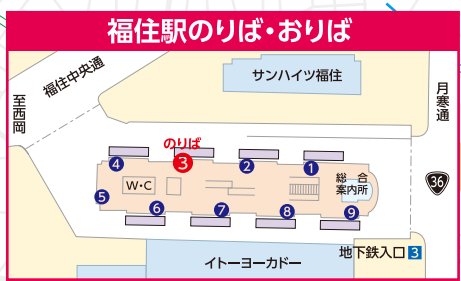 福住駅のりば・おりば
サンハイツ福住
福住中央通
至西岡
月寒通
のりば
4
3
2
1
総合
案内所
W・C
36
5
6
7
8
9
地下鉄入口 3
イトーヨーカドー